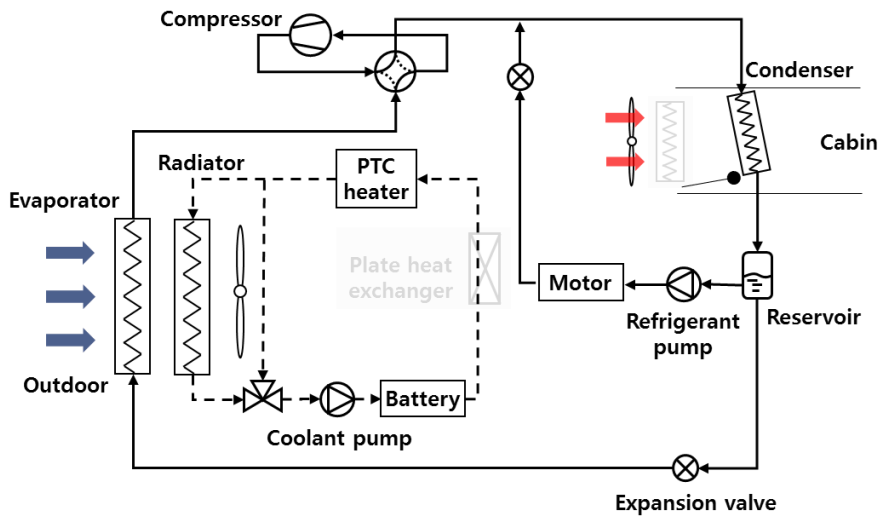 Compressor
Condenser
Cabin
Radiator
PTC
heater
Evaporator
Plate heat
exchanger
Motor
Reservoir
Refrigerant
pump
Outdoor
Battery
Coolant pump
Expansion valve